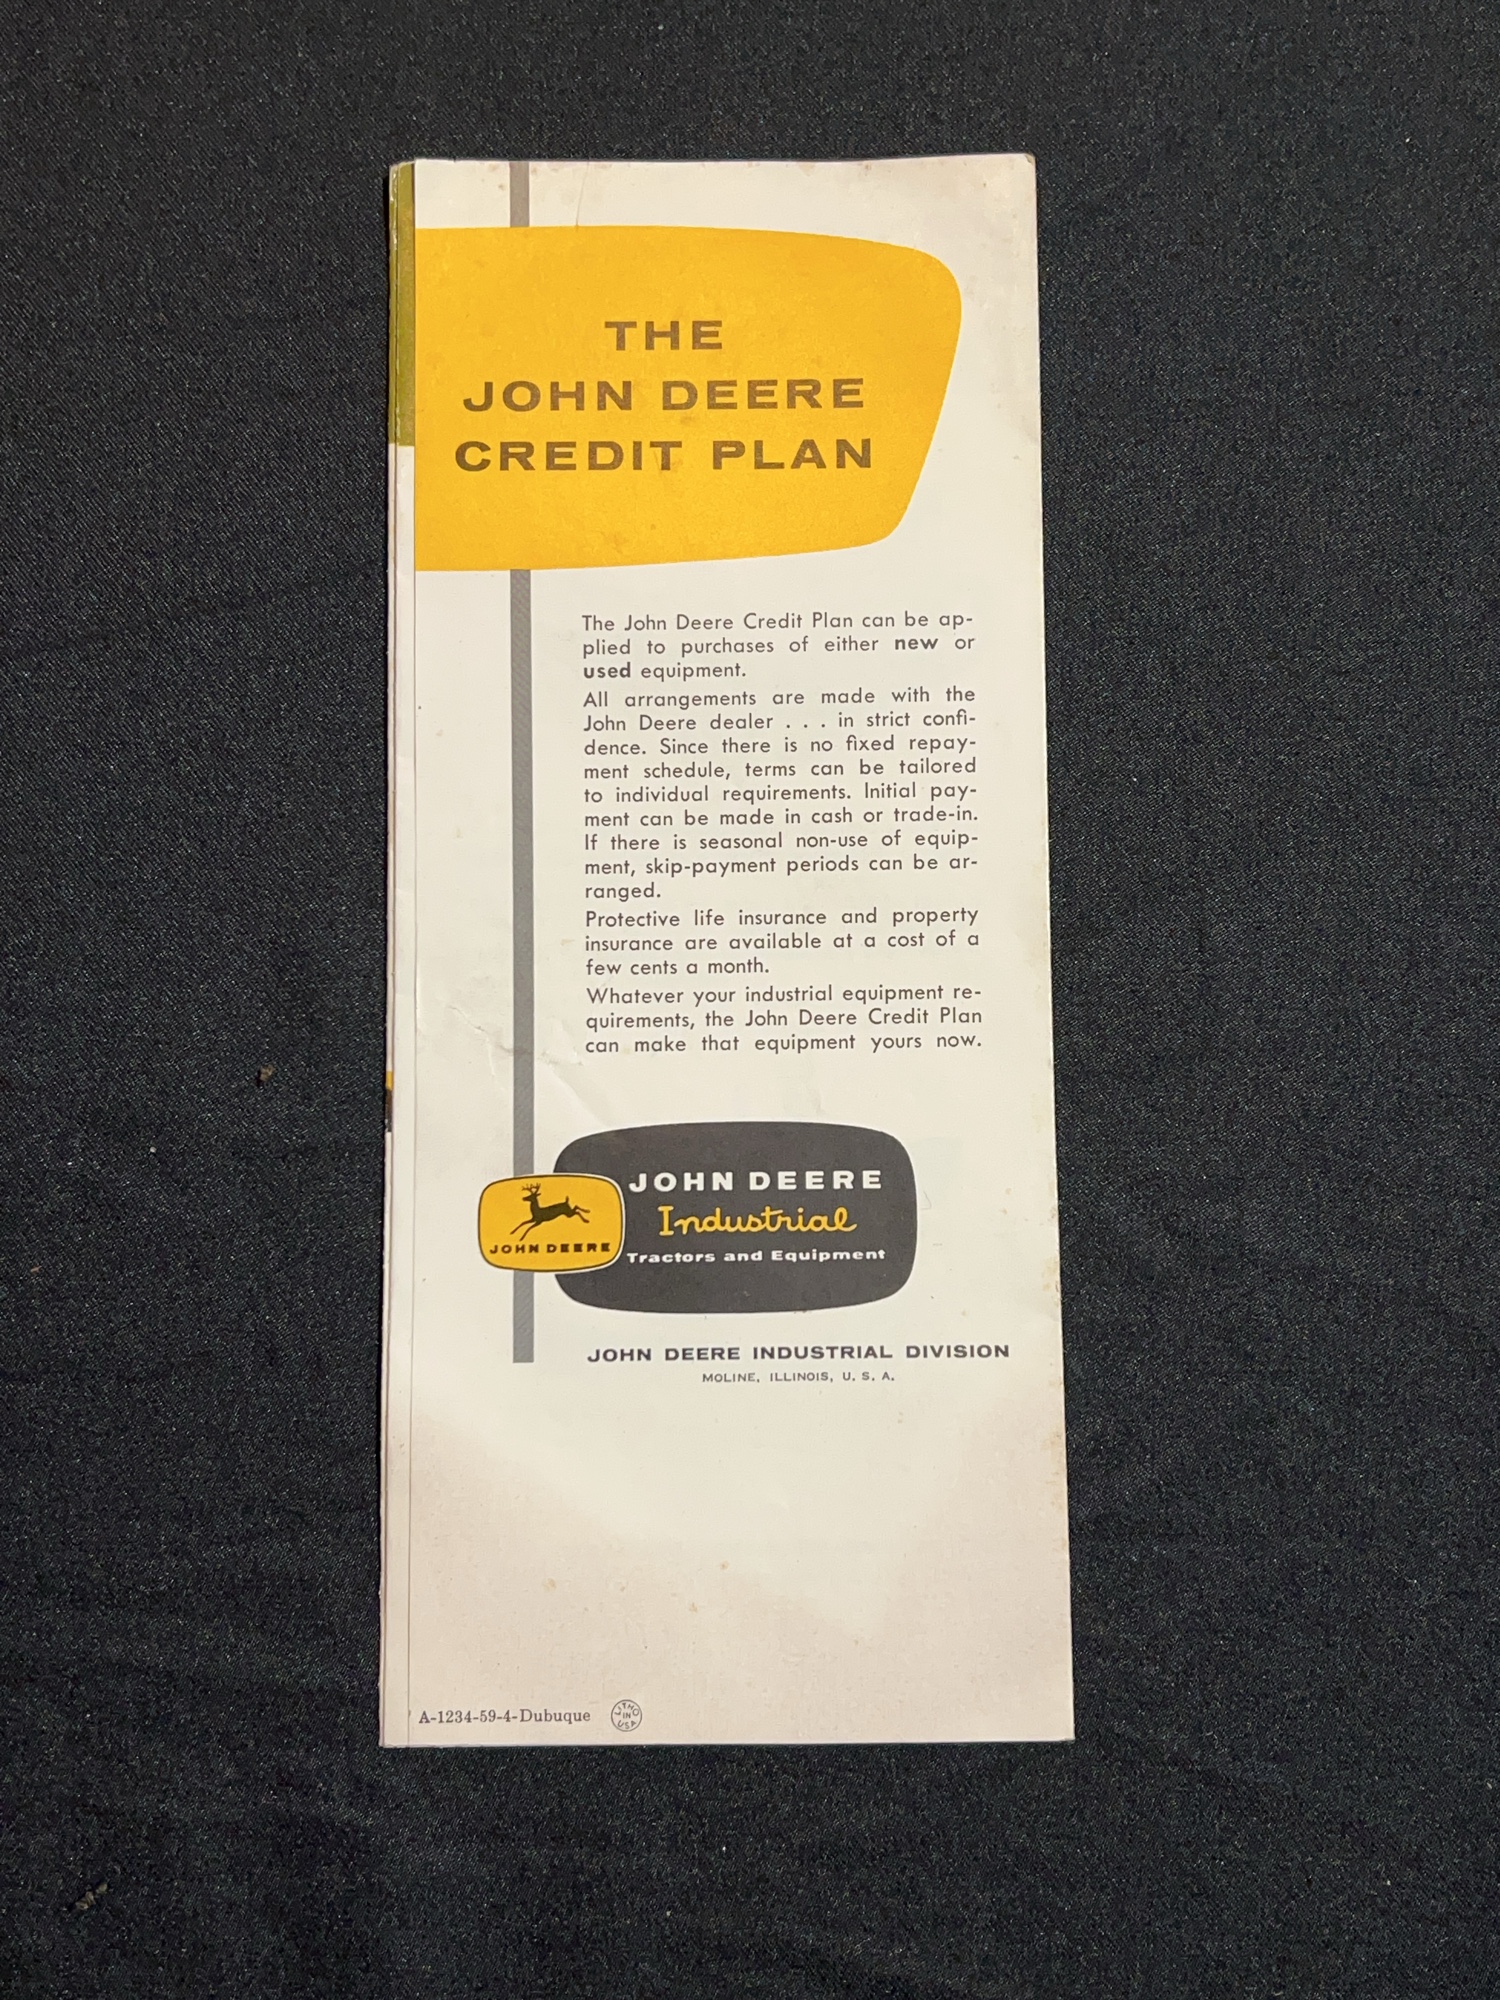 THE
JOHN DEERE
CREDIT PLAN
The John Deere Credit Plan can be ap-
plied to purchases of either new or
used equipment.
All arrangements are made with the
John Deere dealer . . . in strict confi-
dence. Since there is no fixed repay-
ment schedule, terms can be tailored
to individual requirements. Initial pay-
ment can be made in cash or trade-in.
If there is seasonal non-use of equip-
ment, skip-payment periods can be ar-
ranged.
Protective life insurance and property
insurance are available at a cost of a
few cents a month.
Whatever your industrial equipment re-
quirements, the John Deere Credit Plan
can make that equipment yours now.
JOHN DEERE
Industrial
Tractors and Equipment
JOHN DEERE
JOHN DEERE INDUSTRIAL DIVISION
MOLINE, ILLINOIS, U. S. A.
A-1234-59-4-Dubuque
LITHO
IN
USA